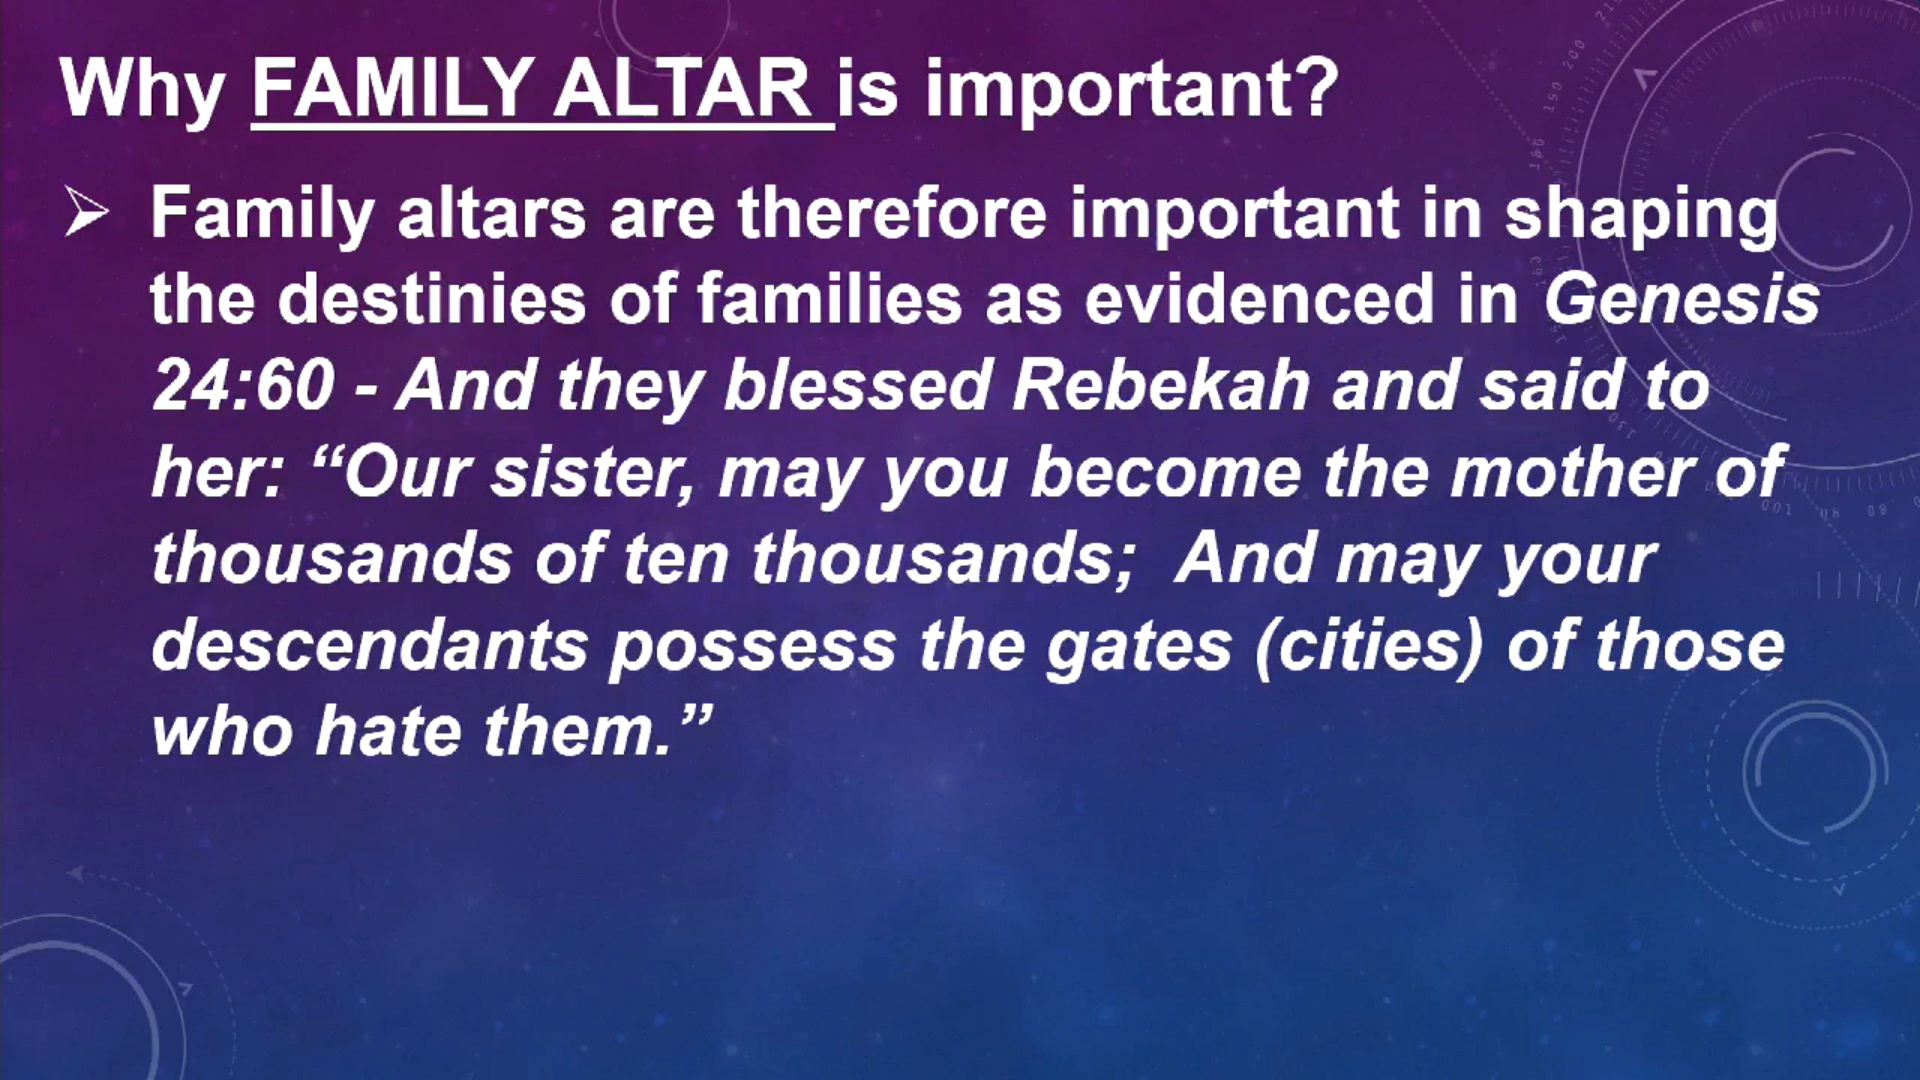 Why FAMILY ALTAR is important?
➢ Family altars are therefore important in shaping
the destinies of families as evidenced in Genesis
24:60 - And they blessed Rebekah and said to
her: “Our sister, may you become the mother of
thousands of ten thousands;  And may your
descendants possess the gates (cities) of those
who hate them.”